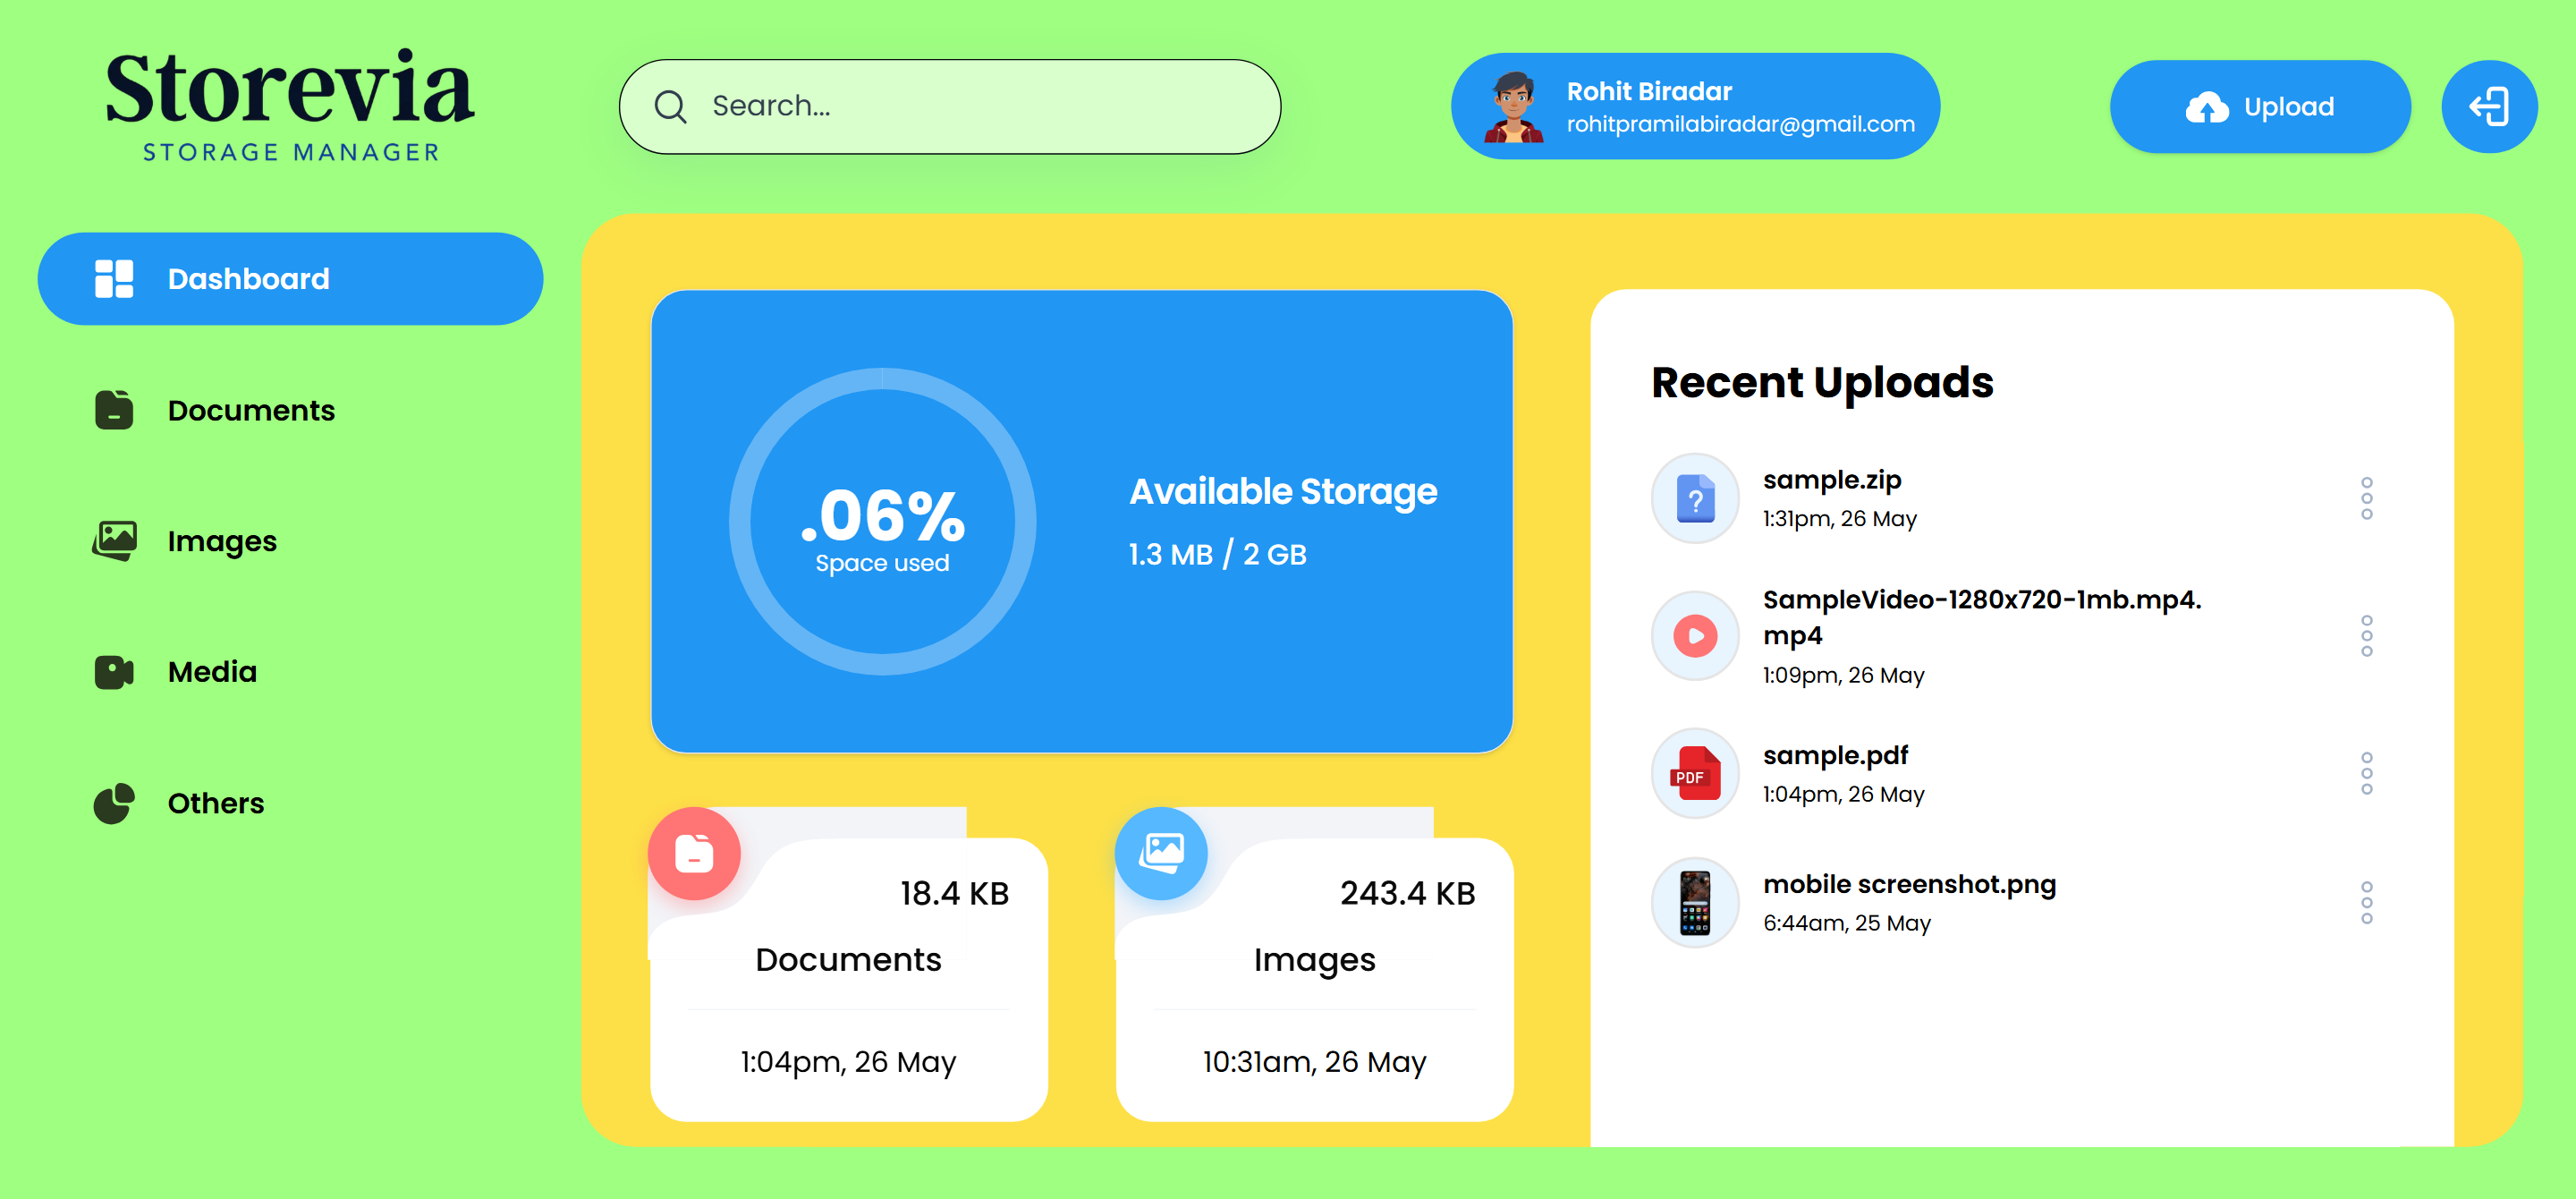 Storevia
STORAGE MANAGER
Search...
Rohit Biradar
rohitpramilabiradar@gmail.com
Upload
Dashboard
Documents
Images
Media
Others
.06%
Space used
Available Storage
1.3 MB / 2 GB
18.4 KB
Documents
1:04pm, 26 May
243.4 KB
Images
10:31am, 26 May
Recent Uploads
?
sample.zip
1:31pm, 26 May
SampleVideo-1280x720-1mb.mp4.
mp4
1:09pm, 26 May
PDF
sample.pdf
1:04pm, 26 May
mobile screenshot.png
6:44am, 25 May